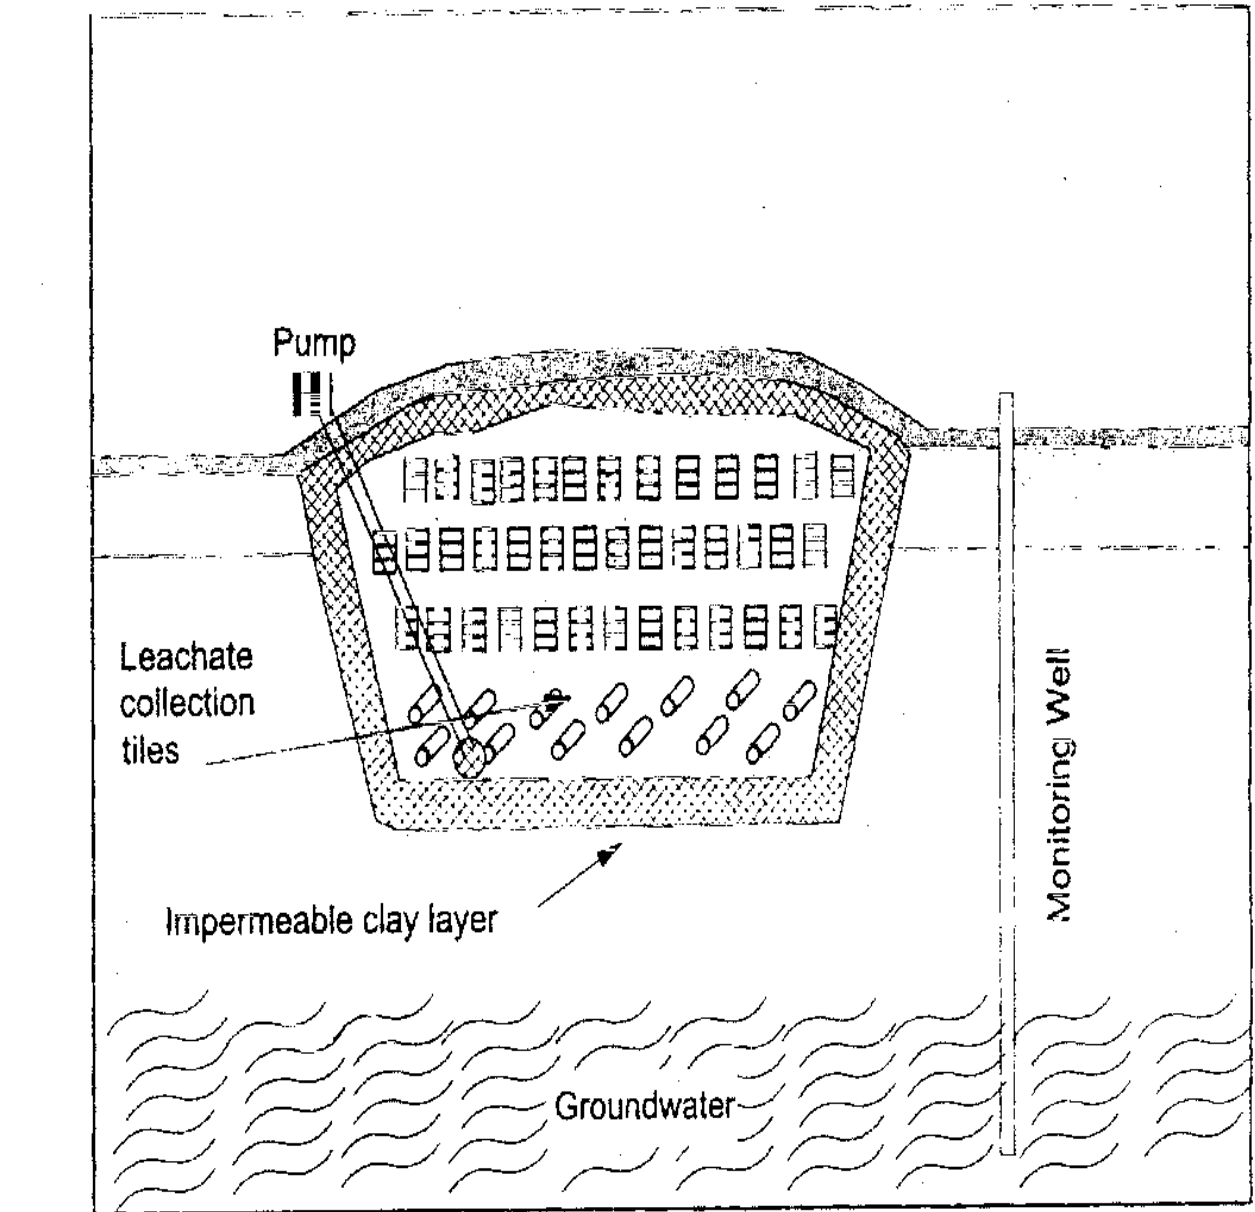 Pump
Leachate
collection
tiles
Monitoring Well
Impermeable clay layer
Groundwater